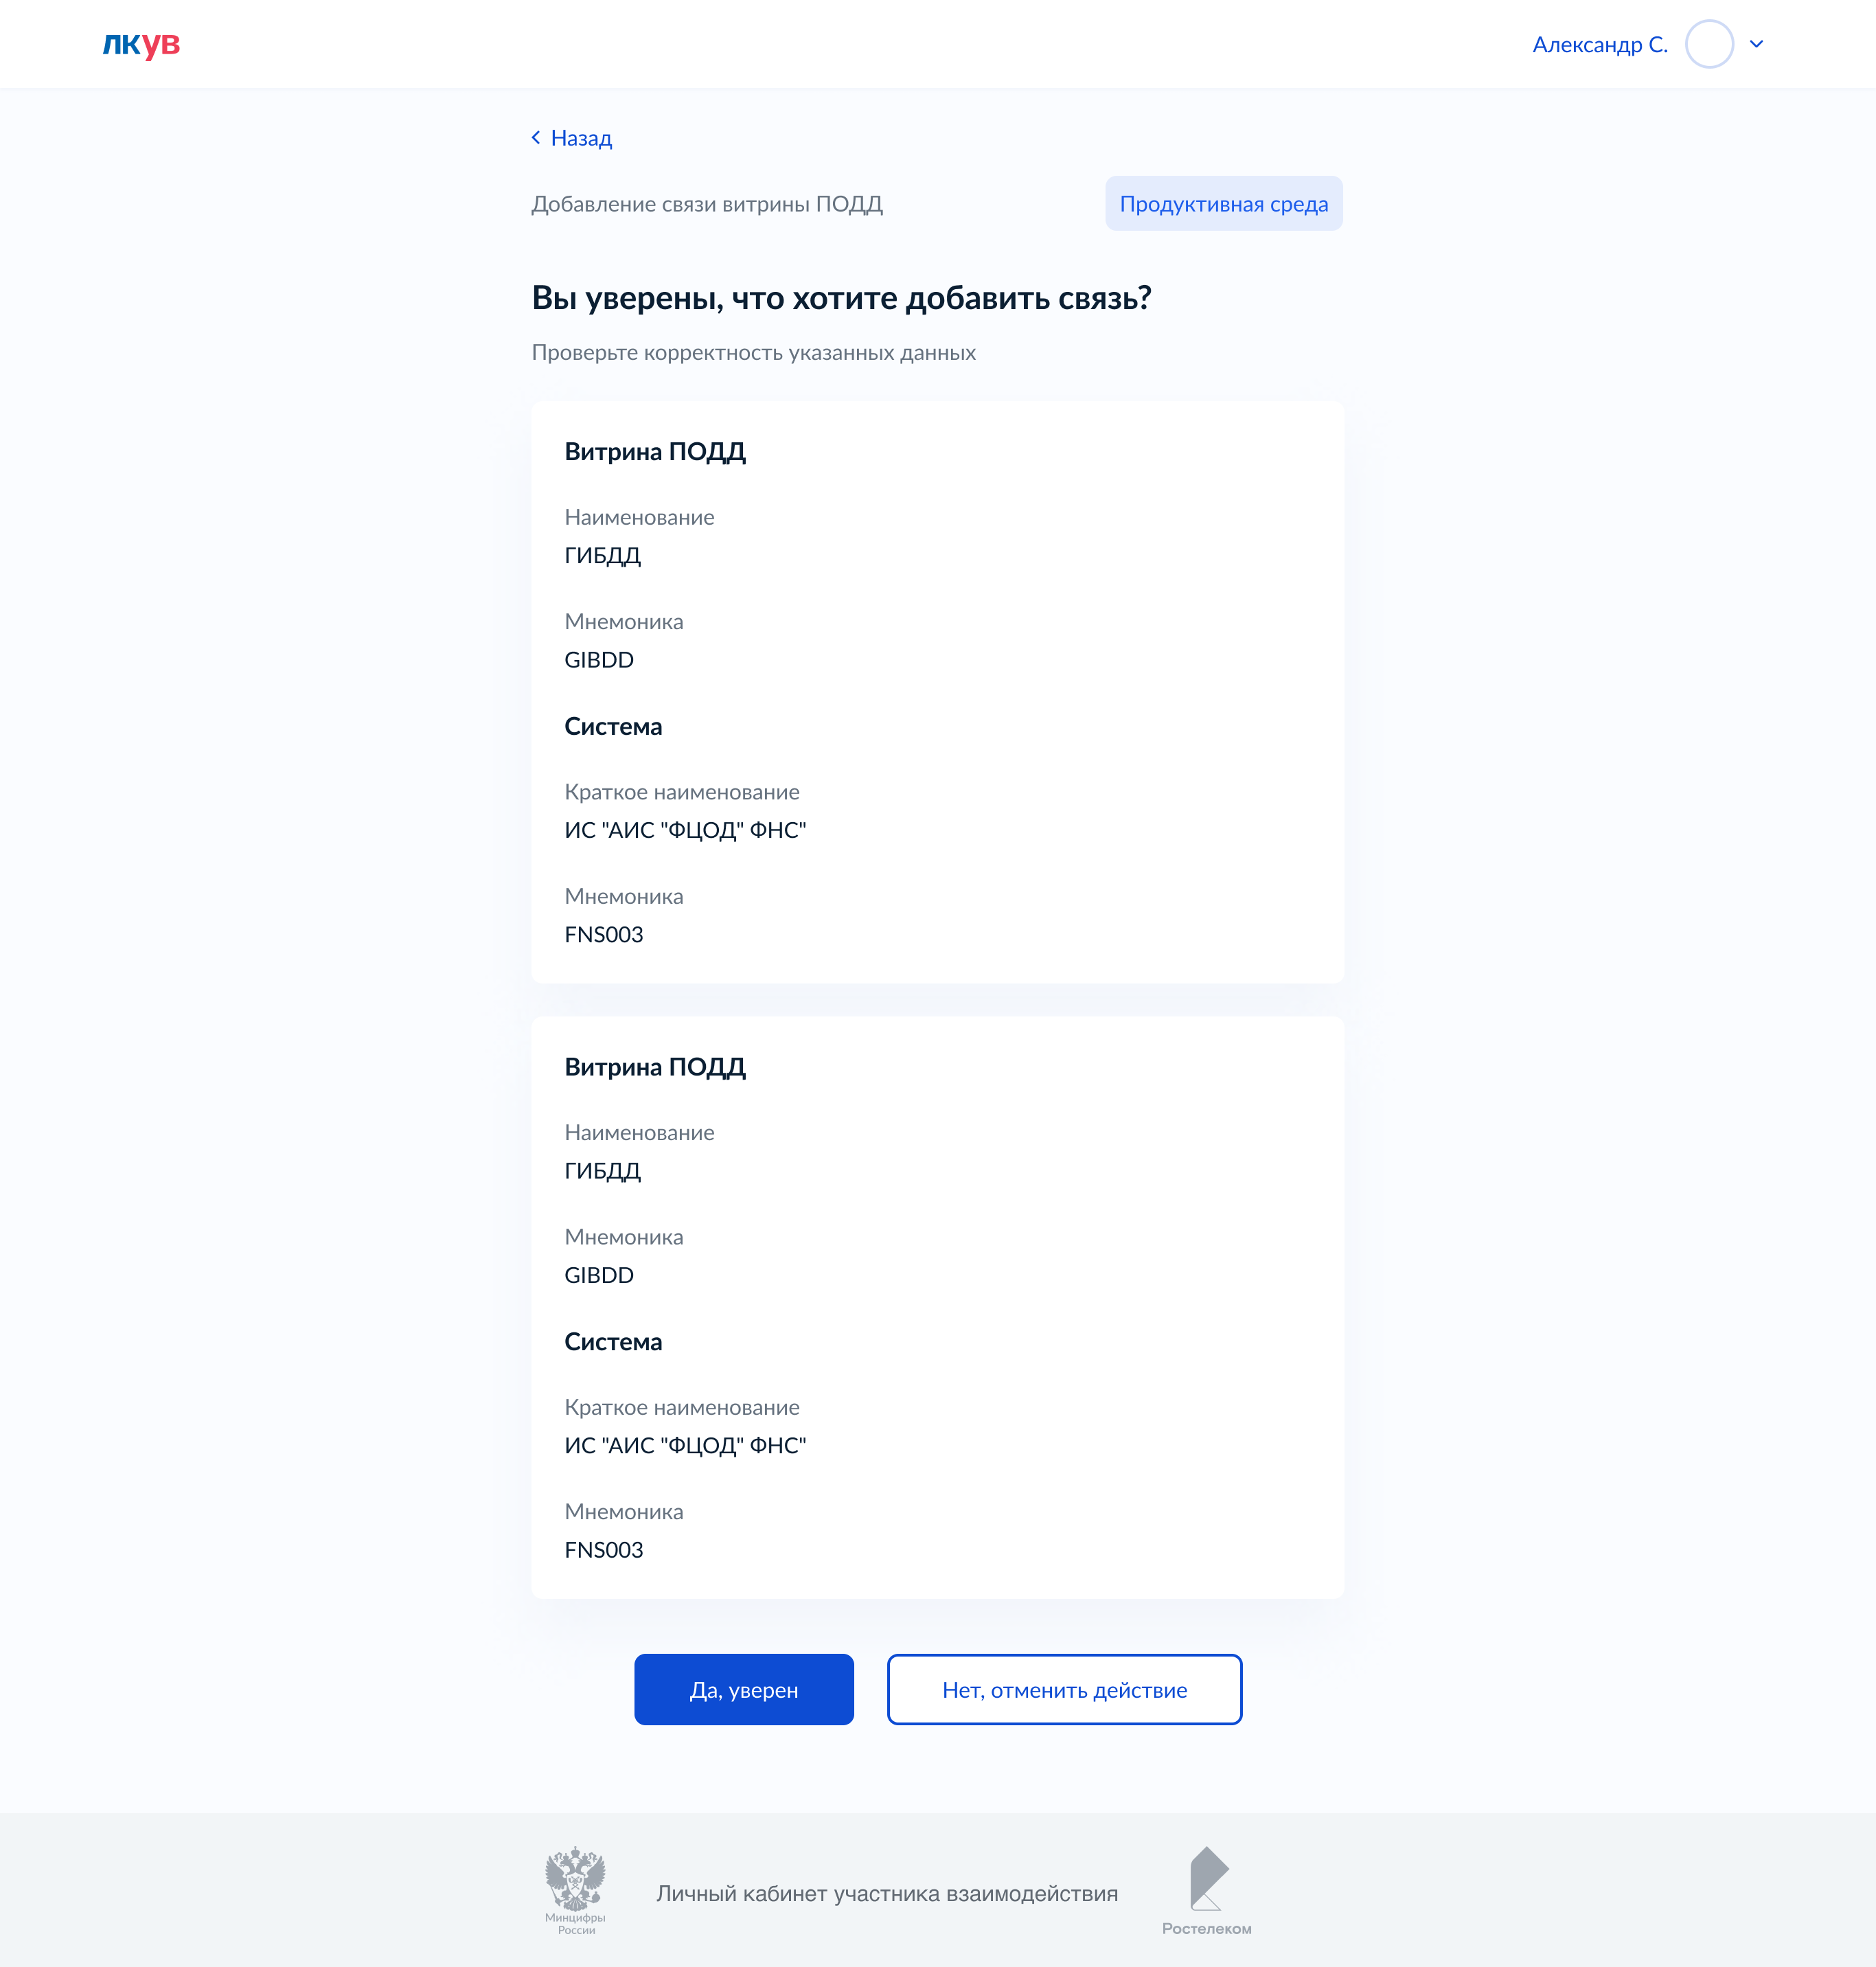 лкув
Александр С.
Назад
Добавление связи витрины ПОДД
Продуктивная среда
Вы уверены, что хотите добавить связь?
Проверьте корректность указанных данных
Витрина ПОДД
Наименование
ГИБДД
Мнемоника
GIBDD
Система
Краткое наименование
ИС "АИС "ФЦОД" ФНС"
Мнемоника
FNS003
Витрина ПОДД
Наименование
ГИБДД
Мнемоника
GIBDD
Система
Краткое наименование
ИС "АИС "ФЦОД" ФНС"
Мнемоника
FNS003
Да, уверен
Нет, отменить действие
Минцифры
России
Личный кабинет участника взаимодействия
Ростелеком